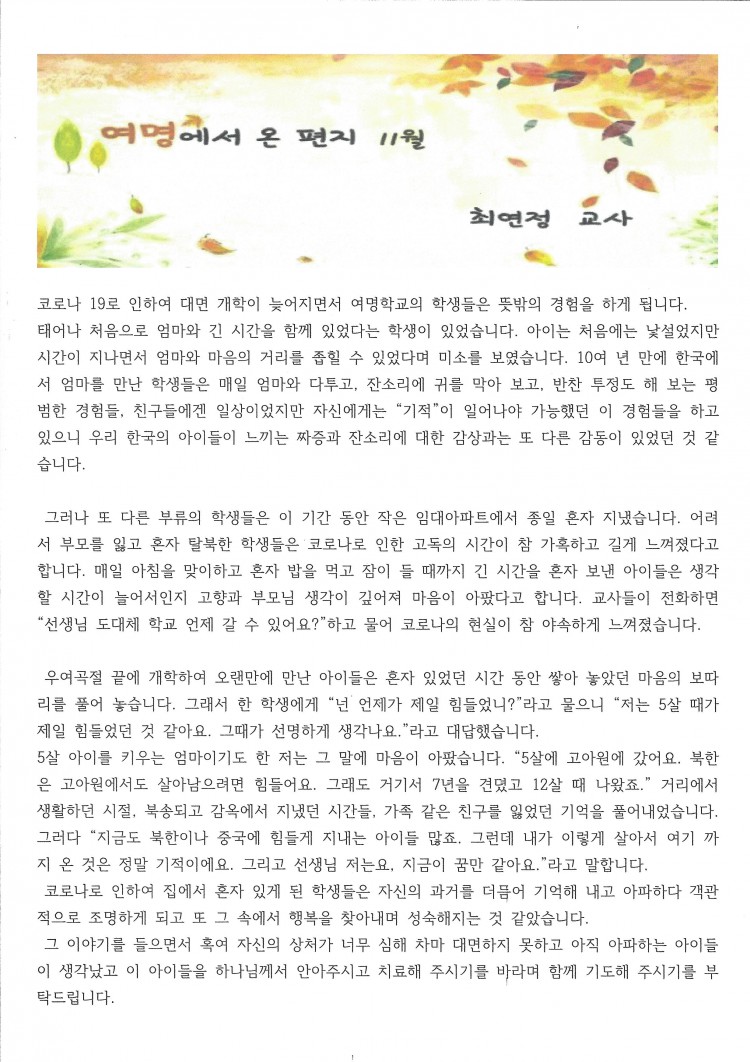 여명에서 온 편지 11월
최연정 교사
코로나 19로 인하여 대면 개학이 늦어지면서 여명학교의 학생들은 뜻밖의 경험을 하게 됩니다.
태어나 처음으로 엄마와 긴 시간을 함께 있었다는 학생이 있었습니다. 아이는 처음에는 낯설었지만
시간이 지나면서 엄마와 마음의 거리를 좁힐 수 있었다며 미소를 보였습니다. 10여 년 만에 한국에
서 엄마를 만난 학생들은 매일 엄마와 다투고, 잔소리에 귀를 막아 보고, 반찬 투정도 해 보는 평
범한 경험들, 친구들에겐 일상이었지만 자신에게는 “기적”이 일어나야 가능했던 이 경험들을 하고
있으니 우리 한국의 아이들이 느끼는 짜증과 잔소리에 대한 감상과는 또 다른 감동이 있었던 것 같
습니다.
그러나 또 다른 부류의 학생들은 이 기간 동안 작은 임대아파트에서 종일 혼자 지냈습니다. 어려
서 부모를 잃고 혼자 탈북한 학생들은 코로나로 인한 고독의 시간이 참 가혹하고 길게 느껴졌다고
합니다. 매일 아침을 맞이하고 혼자 밥을 먹고 잠이 들 때까지 긴 시간을 혼자 보낸 아이들은 생각
할 시간이 늘어서인지 고향과 부모님 생각이 깊어져 마음이 아팠다고 합니다. 교사들이 전화하면
“선생님 도대체 학교 언제 갈 수 있어요?”하고 물어 코로나의 현실이 참 야속하게 느껴졌습니다.
우여곡절 끝에 개학하여 오랜만에 만난 아이들은 혼자 있었던 시간 동안 쌓아 놓았던 마음의 보따
리를 풀어 놓습니다. 그래서 한 학생에게 “넌 언제가 제일 힘들었니?”라고 물으니 “저는 5살 때가
제일 힘들었던 것 같아요. 그때가 선명하게 생각나요.”라고 대답했습니다.
5살 아이를 키우는 엄마이기도 한 저는 그 말에 마음이 아팠습니다. “5살에 고아원에 갔어요. 북한
은 고아원에서도 살아남으려면 힘들어요. 그래도 거기서 7년을 견뎠고 12살 때 나왔죠.” 거리에서
생활하던 시절, 북송되고 감옥에서 지냈던 시간들, 가족 같은 친구를 잃었던 기억을 풀어내었습니다.
그러다 “지금도 북한이나 중국에 힘들게 지내는 아이들 많죠. 그런데 내가 이렇게 살아서 여기 까
지 온 것은 정말 기적이에요. 그리고 선생님 저는요, 지금이 꿈만 같아요.”라고 말합니다.
코로나로 인하여 집에서 혼자 있게 된 학생들은 자신의 과거를 더듬어 기억해 내고 아파하다 객관
적으로 조명하게 되고 또 그 속에서 행복을 찾아내며 성숙해지는 것 같았습니다.
그 이야기를 들으면서 혹여 자신의 상처가 너무 심해 차마 대면하지 못하고 아직 아파하는 아이들
이 생각났고 이 아이들을 하나님께서 안아주시고 치료해 주시기를 바라며 함께 기도해 주시기를 부
탁드립니다.